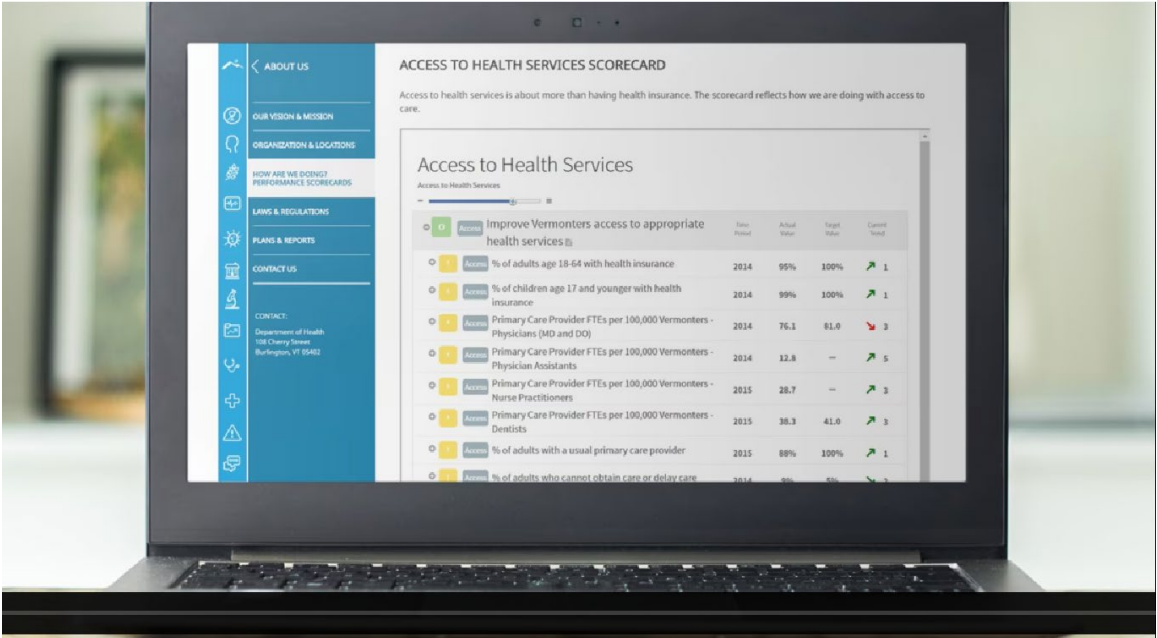 ABOUT US
OUR VISION & MISSION
ORGANIZATION & LOCATIONS
HOW ARE WE DOING?
PERFORMANCE SCORECARDS
LAWS & REGULATIONS
PLANS & REPORTS
CONTACT US
CONTACT:
Department of Health
108 Cherry Street
Burlington, VT 05402
ACCESS TO HEALTH SERVICES SCORECARD
Access to health services is about more than having health insurance. The scorecard reflects how we are doing with access to
care.
Access to Health Services
Access to Health Services
O Access Improve Vermonters access to appropriate
health services
Time Period Actual Value Target Value Current Trend
Access % of adults age 18-64 with health insurance 2014 95% 100% 1
Access % of children age 17 and younger with health
insurance 2014 99% 100% 1
Access Primary Care Provider FTEs per 100,000 Vermonters -
Physicians (MD and DO) 2014 76.1 81.0 3
Access Primary Care Provider FTEs per 100,000 Vermonters -
Physician Assistants 2014 12.8 — 5
Access Primary Care Provider FTEs per 100,000 Vermonters -
Nurse Practitioners 2015 28.7 — 3
Access Primary Care Provider FTEs per 100,000 Vermonters -
Dentists 2015 38.3 41.0 3
Access % of adults with a usual primary care provider 2015 88% 100% 1
Access % of adults who cannot obtain care or delay care 2014 9% 5% 2